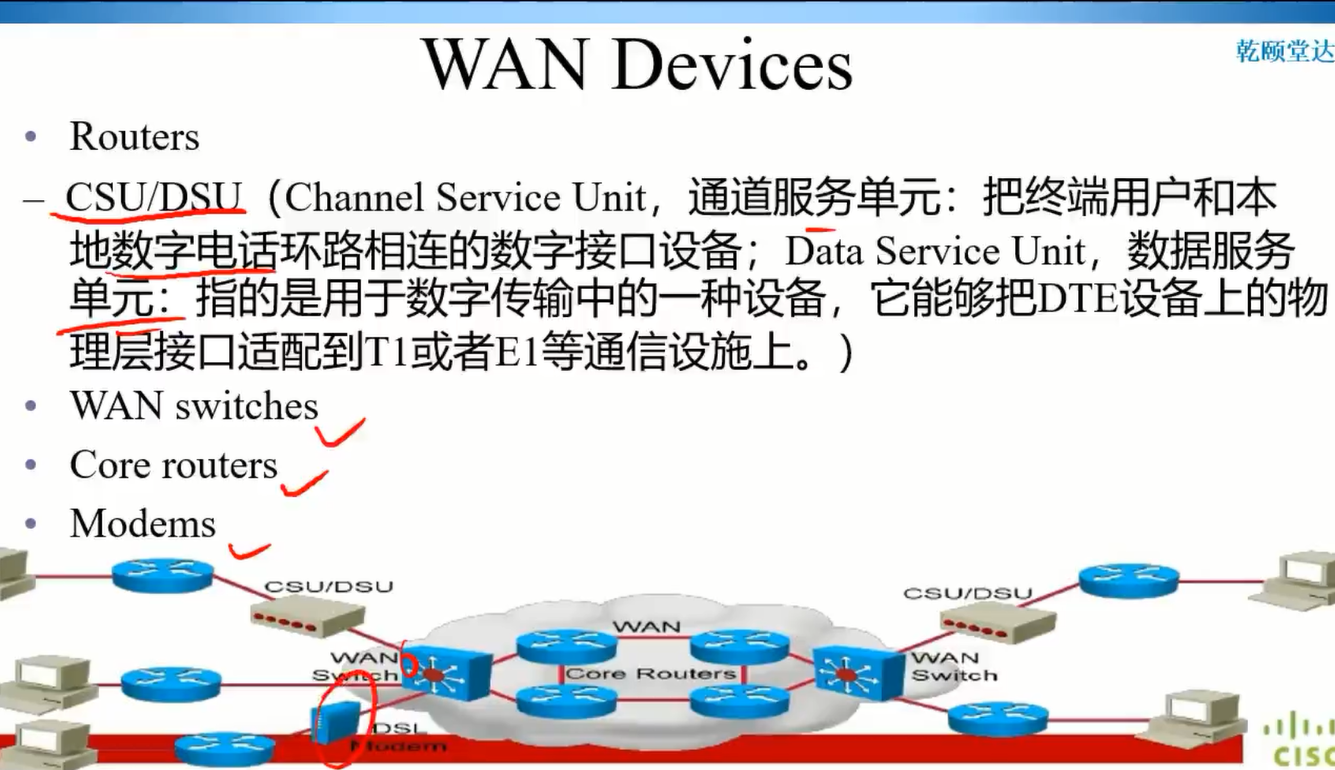 WAN Devices
乾颐堂达
• Routers
– CSU/DSU（Channel Service Unit，通道服务单元：把终端用户和本
地数字电话环路相连的数字接口设备；Data Service Unit，数据服务
单元：指的是用于数字传输中的一种设备，它能够把DTE设备上的物
理层接口适配到T1或者E1等通信设施上。）
• WAN switches
• Core routers
• Modems
CSU/DSU
CSU/DSU
WAN
WAN
Switch
Core Routers
WAN
Switch
DSL
Modem
CISC